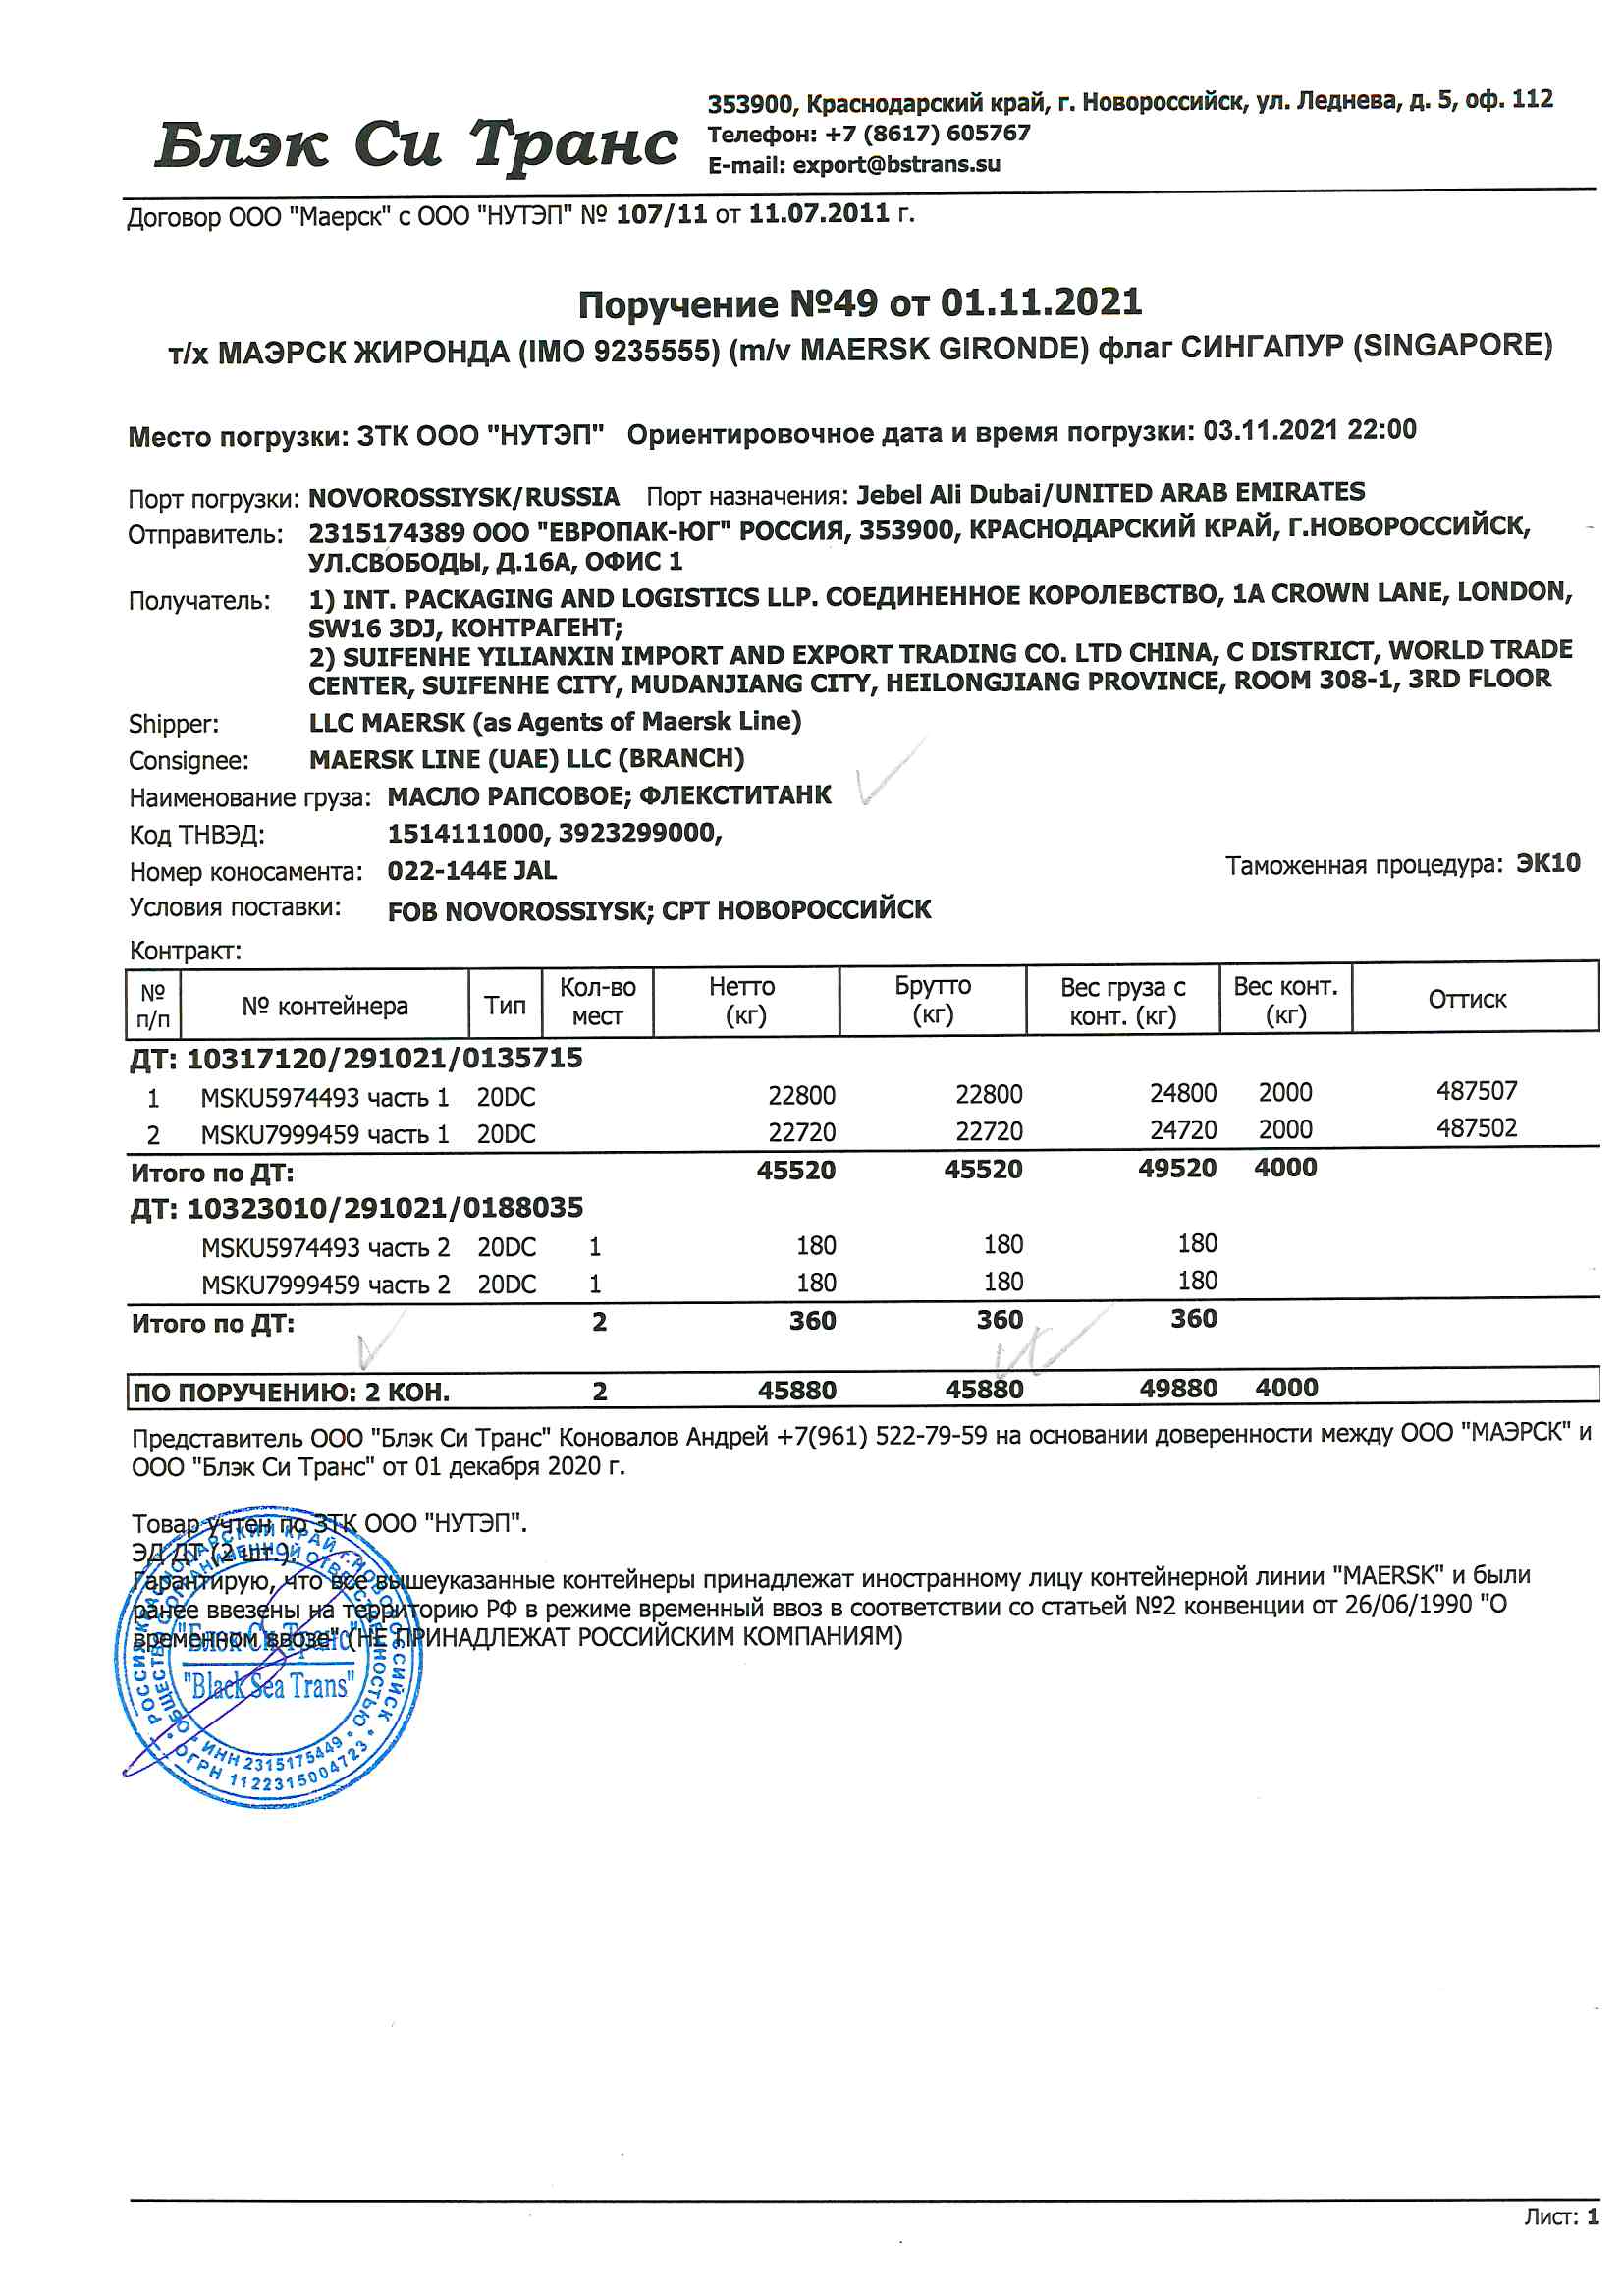 Блэк Си Транс
353900, Краснодарский край, г. Новороссийск, ул. Леднева, д. 5, оф. 112
Телефон: +7 (8617) 605767
E-mail: export@bstrans.su
Договор ООО "Маерск" с ООО "НУТЭП" № 107/11 от 11.07.2011 г.
Поручение №49 от 01.11.2021
т/х МАЭРСК ЖИРОНДА (IMO 9235555) (m/v MAERSK GIRONDE) флаг СИНГАПУР (SINGAPORE)
Место погрузки: ЗТК ООО "НУТЭП" Ориентировочное дата и время погрузки: 03.11.2021 22:00
Порт погрузки: NOVOROSSIYSK/RUSSIA Порт назначения: Jebel Ali Dubai/UNITED ARAB EMIRATES
Отправитель: 2315174389 ООО "ЕВРОПАК-ЮГ" РОССИЯ, 353900, КРАСНОДАРСКИЙ КРАЙ, Г.НОВОРОССИЙСК,
УЛ.СВОБОДЫ, Д.16А, ОФИС 1
Получатель: 1) INT. PACKAGING AND LOGISTICS LLP. СОЕДИНЕННОЕ КОРОЛЕВСТВО, 1A CROWN LANE, LONDON,
SW16 3DJ, КОНТРАГЕНТ;
2) SUIFENHE YILIANXIN IMPORT AND EXPORT TRADING CO. LTD CHINA, C DISTRICT, WORLD TRADE
CENTER, SUIFENHE CITY, MUDANJIANG CITY, HEILONGJIANG PROVINCE, ROOM 308-1, 3RD FLOOR
Shipper: LLC MAERSK (as Agents of Maersk Line)
Consignee: MAERSK LINE (UAE) LLC (BRANCH)
Наименование груза: МАСЛО РАПСОВОЕ; ФЛЕКСТИТАНК
Код ТНВЭД: 1514111000, 3923299000,
Номер коносамента: 022-144E JAL Таможенная процедура: ЭК10
Условия поставки: FOB NOVOROSSIYSK; CPT НОВОРОССИЙСК
Контракт:
№ п/п № контейнера Тип Кол-во мест Нетто (кг) Брутто (кг) Вес груза с конт. (кг) Вес конт. (кг) Оттиск
ДТ: 10317120/291021/0135715
1 MSKU5974493 часть 1 20DC 22800 22800 24800 2000 487507
2 MSKU7999459 часть 1 20DC 22720 22720 24720 2000 487502
Итого по ДТ: 45520 45520 49520 4000
ДТ: 10323010/291021/0188035
MSKU5974493 часть 2 20DC 1 180 180 180
MSKU7999459 часть 2 20DC 1 180 180 180
Итого по ДТ: 2 360 360 360
ПО ПОРУЧЕНИЮ: 2 КОН. 2 45880 45880 49880 4000
Представитель ООО "Блэк Си Транс" Коновалов Андрей +7(961) 522-79-59 на основании доверенности между ООО "МАЭРСК" и
ООО "Блэк Си Транс" от 01 декабря 2020 г.
Товар учтен по ЗТК ООО "НУТЭП".
ЭД ДТ (2 шт.).
Гарантирую, что все вышеуказанные контейнеры принадлежат иностранному лицу контейнерной линии "MAERSK" и были
ранее ввезены на территорию РФ в режиме временный ввоз в соответствии со статьей №2 конвенции от 26/06/1990 "О
временном ввозе" (НЕ ПРИНАДЛЕЖАТ РОССИЙСКИМ КОМПАНИЯМ)
РОССИЯ КРАСНОДАРСКИЙ КРАЙ г.НОВОРОССИЙСК * ОГРН 1122315004723 *
ОБЩЕСТВО С ОГРАНИЧЕННОЙ ОТВЕТСТВЕННОСТЬЮ * ИНН 2315175449 *
"Блэк Си Транс"
"Black Sea Trans"
Лист: 1